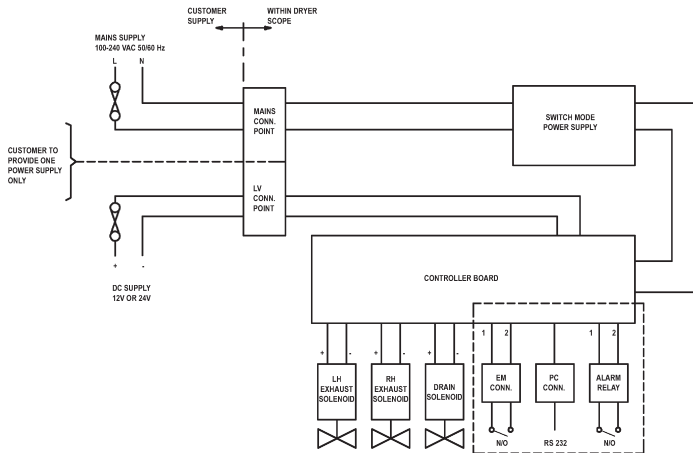 CUSTOMER
SUPPLY
WITHIN DRYER
SCOPE
MAINS SUPPLY
100-240 VAC 50/60 Hz
L N
MAINS
CONN.
POINT
SWITCH MODE
POWER SUPPLY
CUSTOMER TO
PROVIDE ONE
POWER SUPPLY
ONLY
LV
CONN.
POINT
+ -
DC SUPPLY
12V OR 24V
CONTROLLER BOARD
+ - + - + - 1 2 1 2
LH
EXHAUST
SOLENOID
RH
EXHAUST
SOLENOID
DRAIN
SOLENOID
EM
CONN.
PC
CONN.
ALARM
RELAY
N/O RS 232 N/O